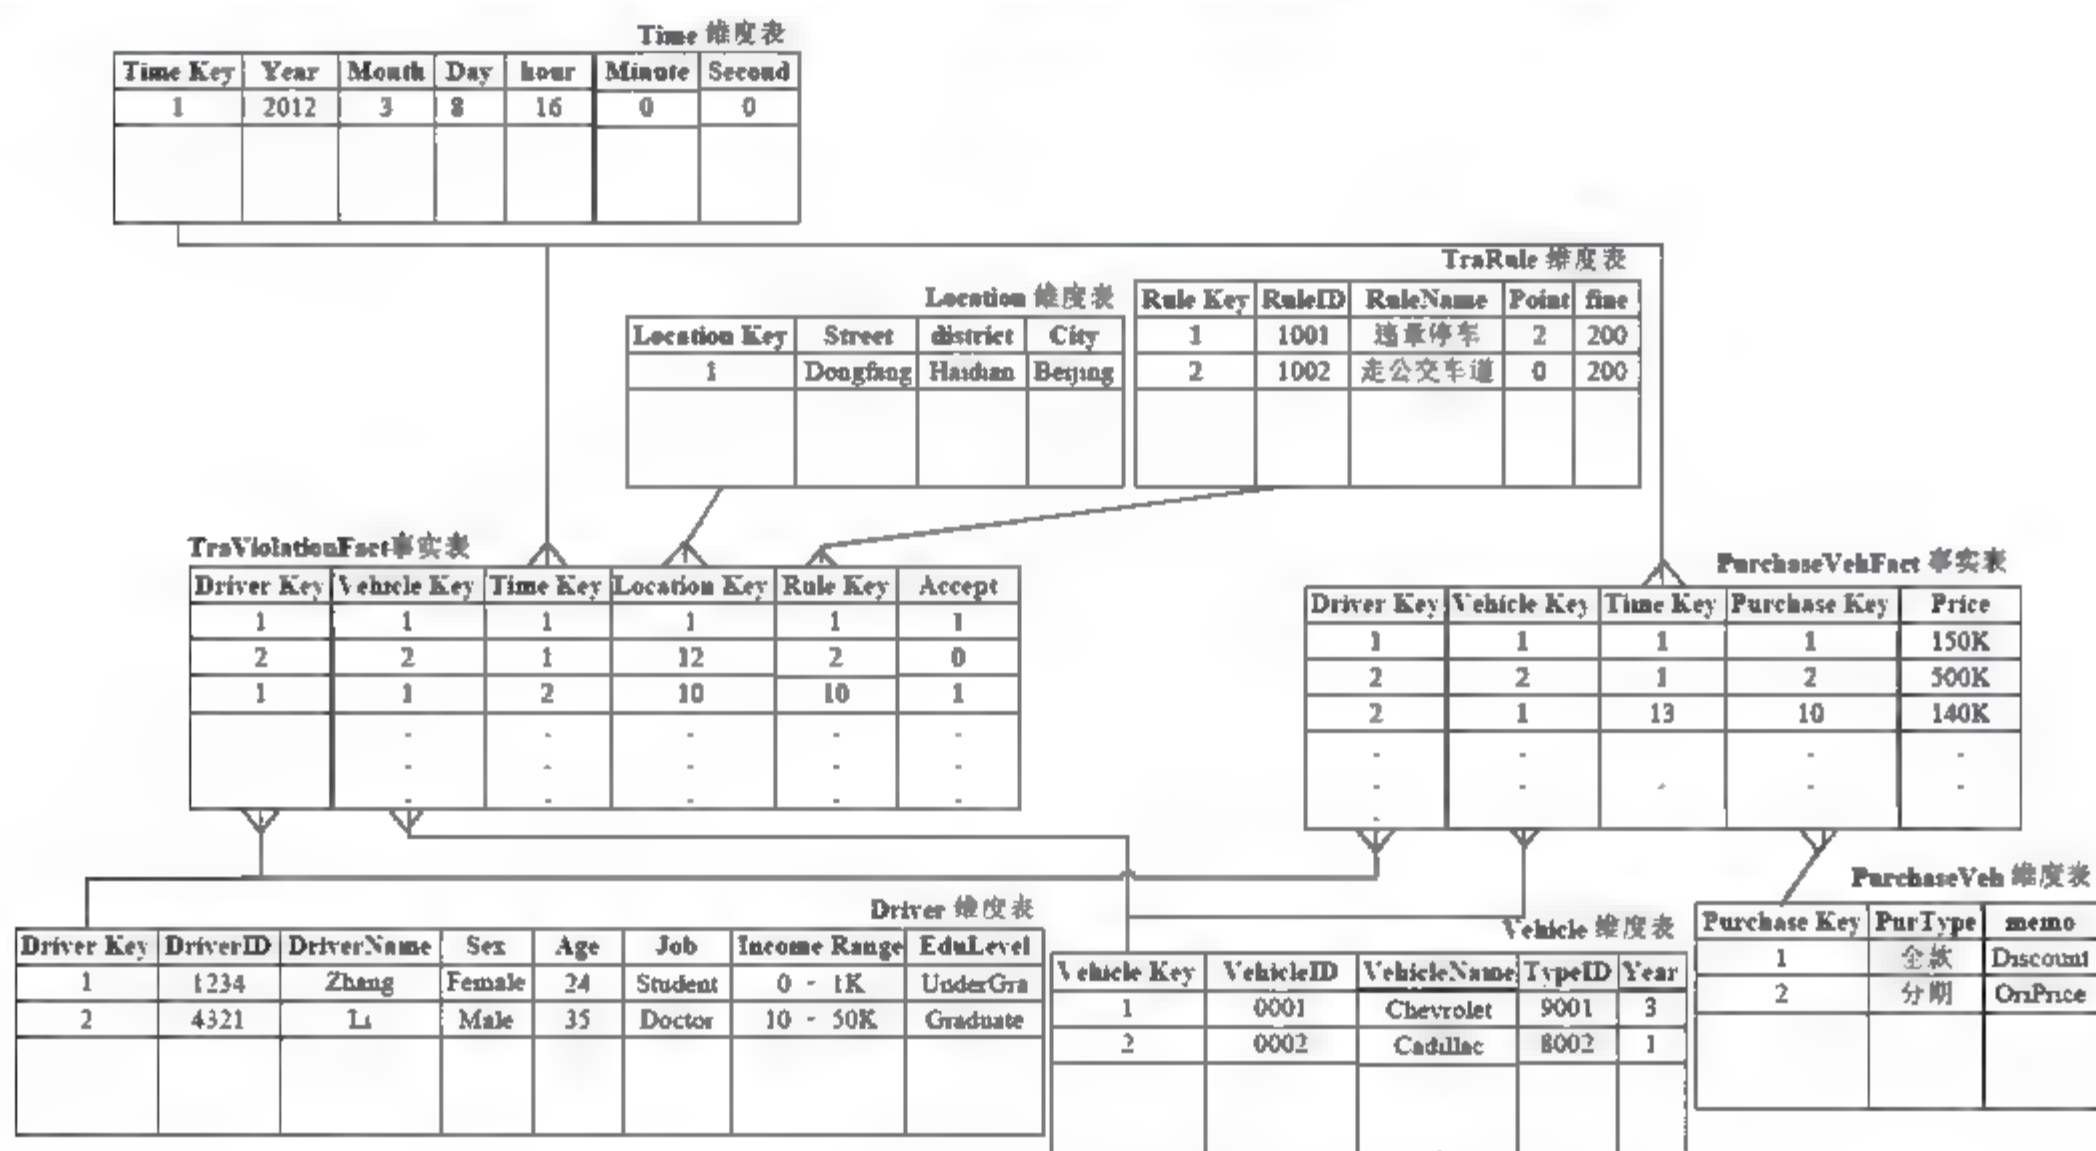 Time 维度表
Time Key Year Month Day hour Minute Second
1 2012 3 8 16 0 0
TraRule 维度表
Rule Key RuleID RuleName Point fine
1 1001 违章停车 2 200
2 1002 走公交车道 0 200
Location 维度表
Location Key Street district City
1 Dongfang Haidian Beijing
TraViolationFact事实表
Driver Key Vehicle Key Time Key Location Key Rule Key Accept
1 1 1 1 1 1
2 2 1 12 2 0
1 1 2 10 10 1
PurchaseVehFact 事实表
Driver Key Vehicle Key Time Key Purchase Key Price
1 1 1 1 150K
2 2 1 2 500K
2 1 13 10 140K
Driver 维度表
Driver Key DriverID DriverName Sex Age Job Income Range EduLevel
1 1234 Zhang Female 24 Student 0 - 1K UnderGra
2 4321 Li Male 35 Doctor 10 - 50K Graduate
Vehicle 维度表
Vehicle Key VehicleID VehicleName TypeID Year
1 0001 Chevrolet 9001 3
2 0002 Cadillac 8002 1
PurchaseVeh 维度表
Purchase Key PurType memo
1 全款 Discount
2 分期 OriPrice